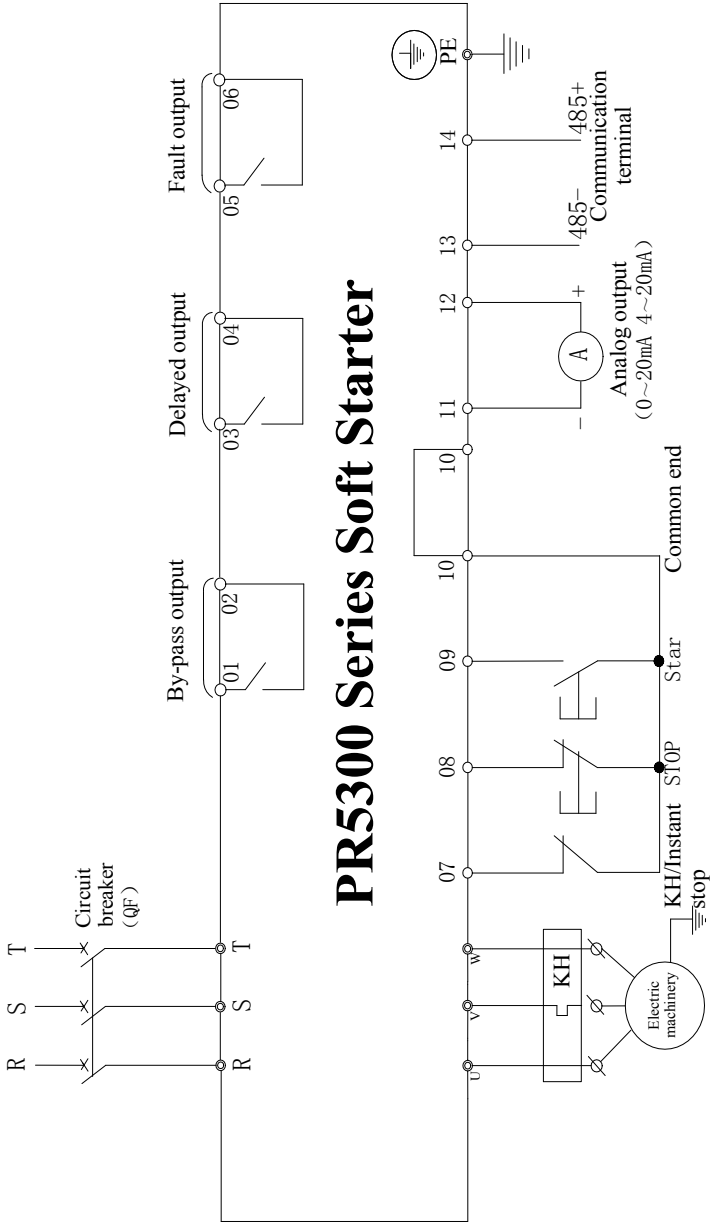 R S T
Circuit
breaker
(QF)
R S T
By-pass output
01 02
Delayed output
03 04
Fault output
05 06
PR5300 Series Soft Starter
U V W
07 08 09 10 10 11 12 13 14 PE
KH
Electric
machinery
KH/Instant
stop
STOP
Star
Common end
A
－ +
Analog output
(0～20mA 4～20mA)
485-
485+
Communication
terminal